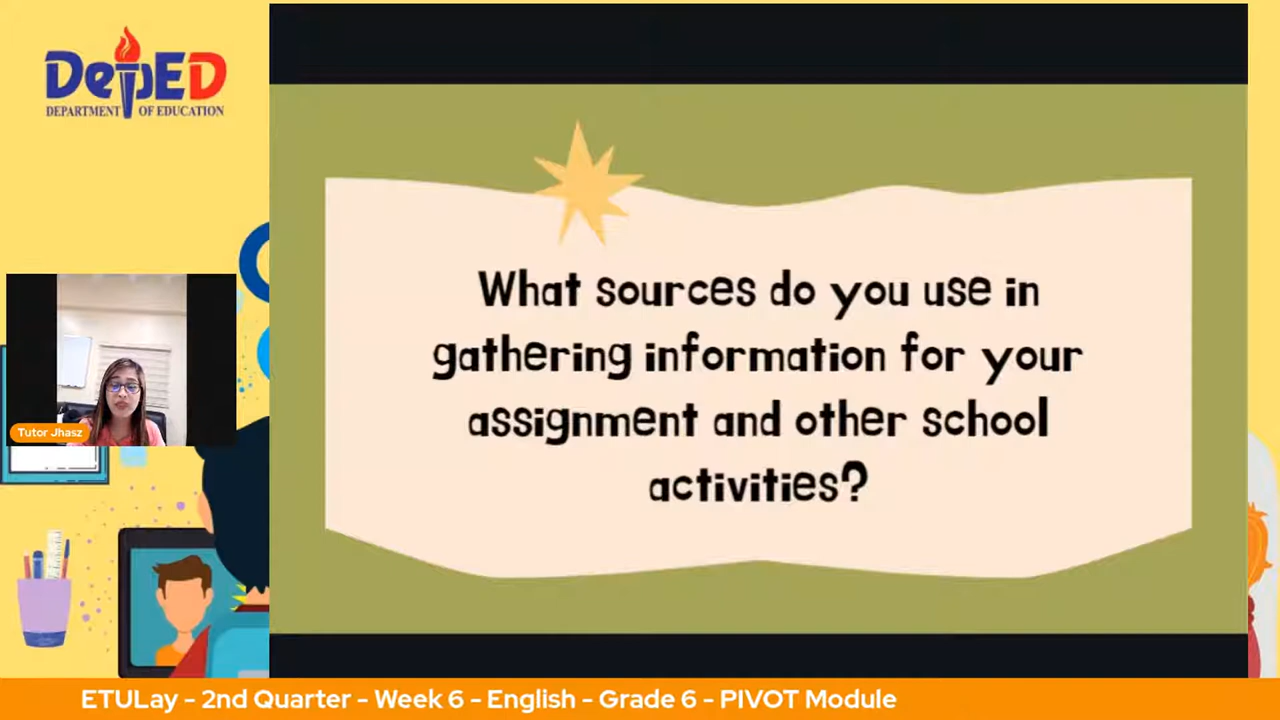 DepED
DEPARTMENT OF EDUCATION
What sources do you use in
gathering information for your
assignment and other school
activities?
Tutor Jhasz
ETULay - 2nd Quarter - Week 6 - English - Grade 6 - PIVOT Module